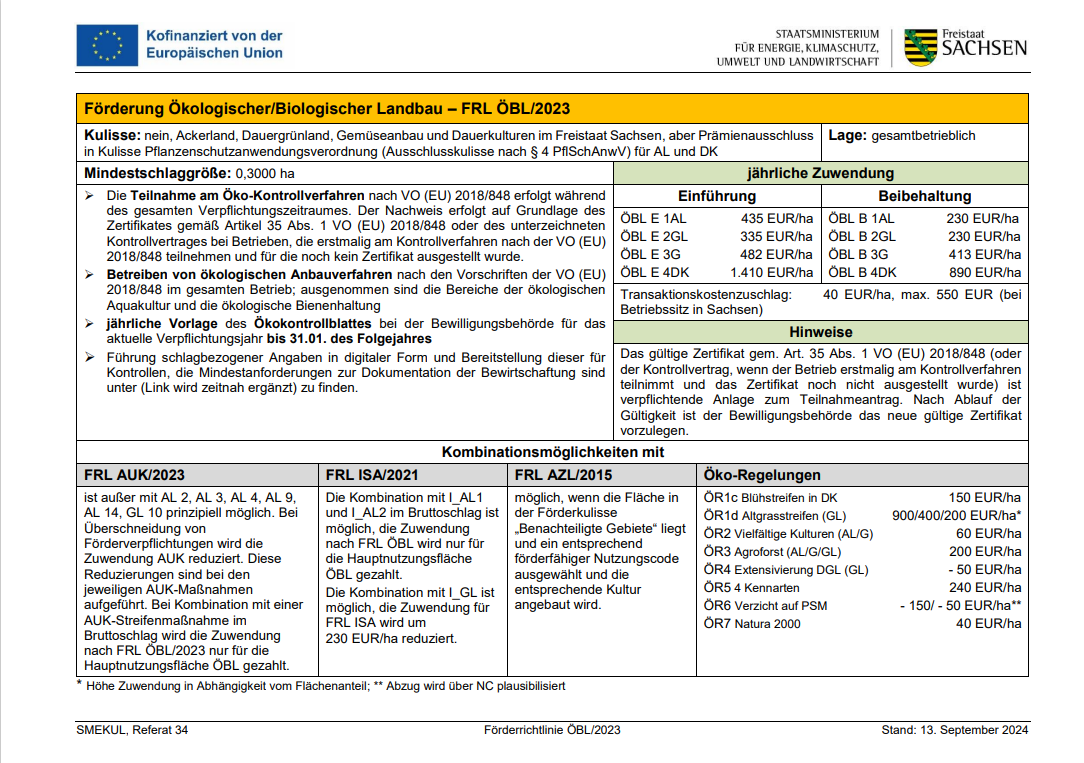 Kofinanziert von der
Europäischen Union
STAATSMINISTERIUM
FÜR ENERGIE, KLIMASCHUTZ,
UMWELT UND LANDWIRTSCHAFT
Freistaat
SACHSEN
Förderung Ökologischer/Biologischer Landbau – FRL ÖBL/2023
Kulisse: nein, Ackerland, Dauergrünland, Gemüseanbau und Dauerkulturen im Freistaat Sachsen, aber Prämienausschluss
in Kulisse Pflanzenschutzanwendungsverordnung (Ausschlusskulisse nach § 4 PflSchAnwV) für AL und DK
Lage: gesamtbetrieblich
Mindestschlaggröße: 0,3000 ha
➢ Die Teilnahme am Öko-Kontrollverfahren nach VO (EU) 2018/848 erfolgt während
des gesamten Verpflichtungszeitraumes. Der Nachweis erfolgt auf Grundlage des
Zertifikates gemäß Artikel 35 Abs. 1 VO (EU) 2018/848 oder des unterzeichneten
Kontrollvertrages bei Betrieben, die erstmalig am Kontrollverfahren nach der VO (EU)
2018/848 teilnehmen und für die noch kein Zertifikat ausgestellt wurde.
➢ Betreiben von ökologischen Anbauverfahren nach den Vorschriften der VO (EU)
2018/848 im gesamten Betrieb; ausgenommen sind die Bereiche der ökologischen
Aquakultur und die ökologische Bienenhaltung
➢ jährliche Vorlage des Ökokontrollblattes bei der Bewilligungsbehörde für das
aktuelle Verpflichtungsjahr bis 31.01. des Folgejahres
➢ Führung schlagbezogener Angaben in digitaler Form und Bereitstellung dieser für
Kontrollen, die Mindestanforderungen zur Dokumentation der Bewirtschaftung sind
unter (Link wird zeitnah ergänzt) zu finden.
jährliche Zuwendung
Einführung Beibehaltung
ÖBL E 1AL 435 EUR/ha ÖBL B 1AL 230 EUR/ha
ÖBL E 2GL 335 EUR/ha ÖBL B 2GL 230 EUR/ha
ÖBL E 3G 482 EUR/ha ÖBL B 3G 413 EUR/ha
ÖBL E 4DK 1.410 EUR/ha ÖBL B 4DK 890 EUR/ha
Transaktionskostenzuschlag: 40 EUR/ha, max. 550 EUR (bei
Betriebssitz in Sachsen)
Hinweise
Das gültige Zertifikat gem. Art. 35 Abs. 1 VO (EU) 2018/848 (oder
der Kontrollvertrag, wenn der Betrieb erstmalig am Kontrollverfahren
teilnimmt und das Zertifikat noch nicht ausgestellt wurde) ist
verpflichtende Anlage zum Teilnahmeantrag. Nach Ablauf der
Gültigkeit ist der Bewilligungsbehörde das neue gültige Zertifikat
vorzulegen.
Kombinationsmöglichkeiten mit
FRL AUK/2023
ist außer mit AL 2, AL 3, AL 4, AL 9,
AL 14, GL 10 prinzipiell möglich. Bei
Überschneidung von
Förderverpflichtungen wird die
Zuwendung AUK reduziert. Diese
Reduzierungen sind bei den
jeweiligen AUK-Maßnahmen
aufgeführt. Bei Kombination mit einer
AUK-Streifenmaßnahme im
Bruttoschlag wird die Zuwendung
nach FRL ÖBL/2023 nur für die
Hauptnutzungsfläche ÖBL gezahlt.
FRL ISA/2021
Die Kombination mit I_AL1
und I_AL2 im Bruttoschlag ist
möglich, die Zuwendung
nach FRL ÖBL wird nur für
die Hauptnutzungsfläche
ÖBL gezahlt.
Die Kombination mit I_GL ist
möglich, die Zuwendung für
FRL ISA wird um
230 EUR/ha reduziert.
FRL AZL/2015
möglich, wenn die Fläche in
der Förderkulisse
„Benachteiligte Gebiete“ liegt
und ein entsprechend
förderfähiger Nutzungscode
ausgewählt und die
entsprechende Kultur
angebaut wird.
Öko-Regelungen
ÖR1c Blühstreifen in DK 150 EUR/ha
ÖR1d Altgrasstreifen (GL) 900/400/200 EUR/ha*
ÖR2 Vielfältige Kulturen (AL/G) 60 EUR/ha
ÖR3 Agroforst (AL/G/GL) 200 EUR/ha
ÖR4 Extensivierung DGL (GL) - 50 EUR/ha
ÖR5 4 Kennarten 240 EUR/ha
ÖR6 Verzicht auf PSM - 150/ - 50 EUR/ha**
ÖR7 Natura 2000 40 EUR/ha
* Höhe Zuwendung in Abhängigkeit vom Flächenanteil; ** Abzug wird über NC plausibilisiert
SMEKUL, Referat 34 Förderrichtlinie ÖBL/2023 Stand: 13. September 2024